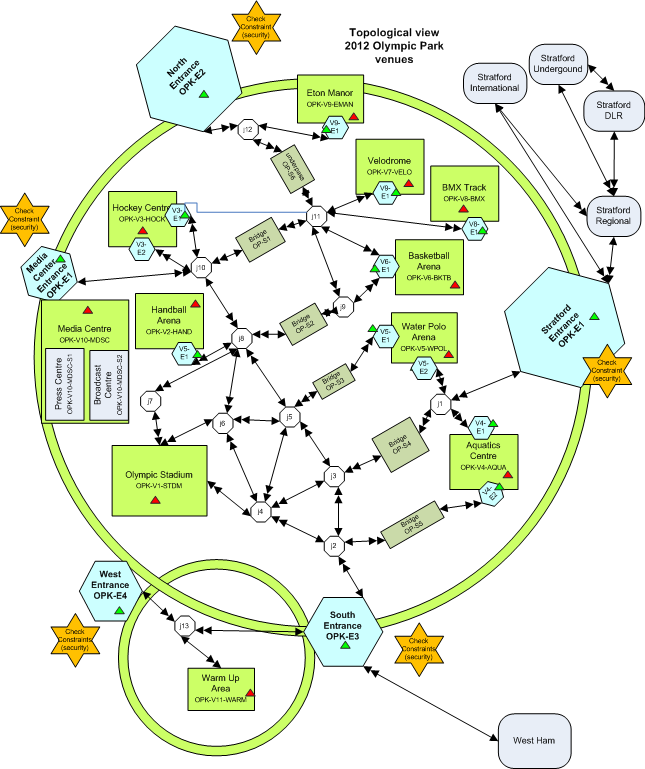 Topological view
2012 Olympic Park
venues
Check
Constraint
(security)
North
Entrance
OPK-E2
Stratford
International
Stratford
Undergound
Stratford
DLR
Stratford
Regional
Eton Manor
OPK-V9-EMAN
V9-
E1
j12
underpass
OP-S6
Velodrome
OPK-V7-VELO
V9-
E1
BMX Track
OPK-V8-BMX
V8-
E1
Check
Constraint
(security)
Hockey Centre
OPK-V3-HOCK
V3-
E1
V3-
E2
j11
Bridge
OP-S1
j10
Basketball
Arena
OPK-V6-BKTB
V6-
E1
Media
Center
Entrance
OPK-E1
Handball
Arena
OPK-V2-HAND
V5-
E1
Bridge
OP-S2
j9
j8
Media Centre
OPK-V10-MDSC
Press Centre
OPK-V10-MDSC-S1
Broadcast
Centre
OPK-V10-MDSC-S2
Water Polo
Arena
OPK-V5-WPOL
V5-
E1
V5-
E2
Stratford
Entrance
OPK-E1
Check
Constraint
(security)
Bridge
OP-S3
j7
j6
j5
j1
Bridge
OP-S4
V4-
E1
Aquatics
Centre
OPK-V4-AQUA
V4-
E2
Olympic Stadium
OPK-V1-STDM
j3
j4
Bridge
OP-S5
j2
West
Entrance
OPK-E4
Check
Constraints
(security)
j13
South
Entrance
OPK-E3
Check
Constraints
(security)
Warm Up
Area
OPK-V11-WARM
West Ham